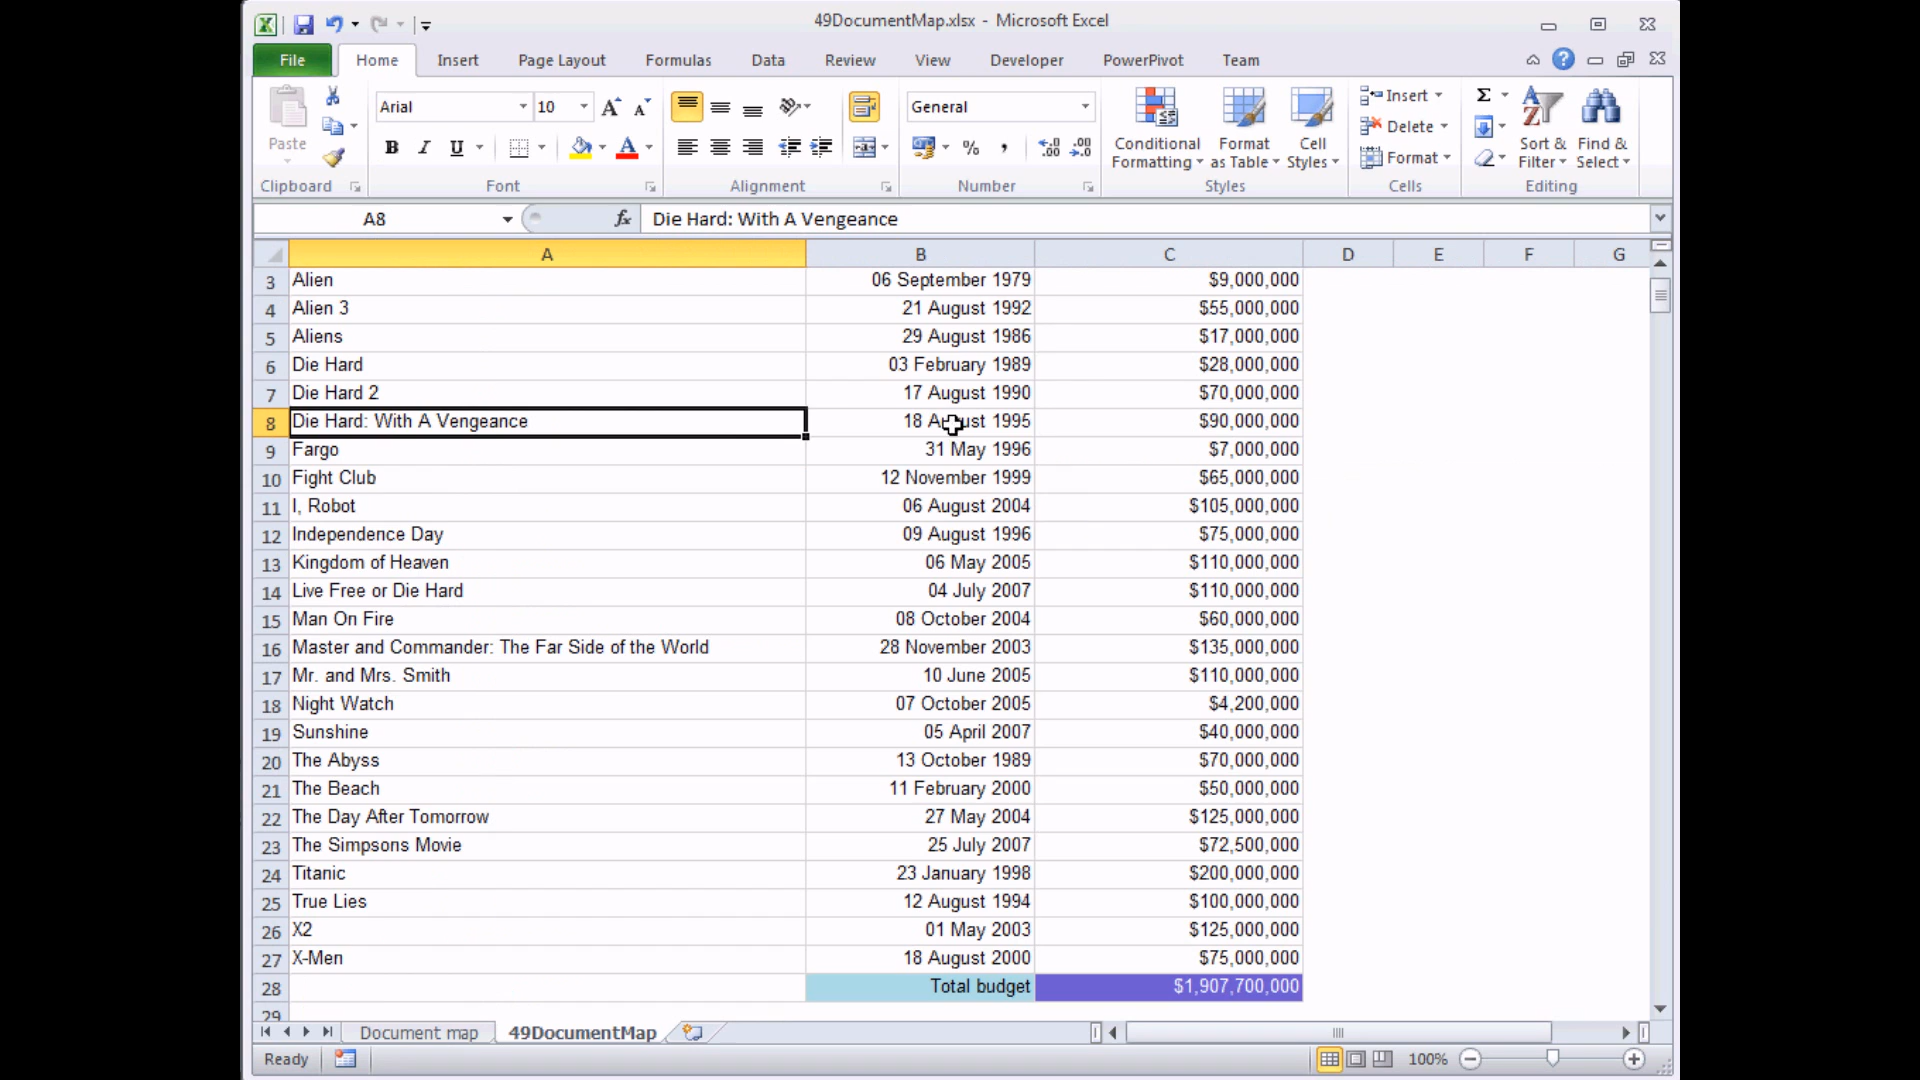 49DocumentMap.xlsx - Microsoft Excel
File Home Insert Page Layout Formulas Data Review View Developer PowerPivot Team
Paste
Clipboard
Arial 10
B I U A
Font
Alignment
General
% ,
Number
Conditional Formatting
Format as Table
Cell Styles
Styles
Insert
Delete
Format
Cells
Σ
Sort & Filter
Find & Select
Editing
A8 fx Die Hard: With A Vengeance
A B C D E F G
3 Alien 06 September 1979 $9,000,000
4 Alien 3 21 August 1992 $55,000,000
5 Aliens 29 August 1986 $17,000,000
6 Die Hard 03 February 1989 $28,000,000
7 Die Hard 2 17 August 1990 $70,000,000
8 Die Hard: With A Vengeance 18 August 1995 $90,000,000
9 Fargo 31 May 1996 $7,000,000
10 Fight Club 12 November 1999 $65,000,000
11 I, Robot 06 August 2004 $105,000,000
12 Independence Day 09 August 1996 $75,000,000
13 Kingdom of Heaven 06 May 2005 $110,000,000
14 Live Free or Die Hard 04 July 2007 $110,000,000
15 Man On Fire 08 October 2004 $60,000,000
16 Master and Commander: The Far Side of the World 28 November 2003 $135,000,000
17 Mr. and Mrs. Smith 10 June 2005 $110,000,000
18 Night Watch 07 October 2005 $4,200,000
19 Sunshine 05 April 2007 $40,000,000
20 The Abyss 13 October 1989 $70,000,000
21 The Beach 11 February 2000 $50,000,000
22 The Day After Tomorrow 27 May 2004 $125,000,000
23 The Simpsons Movie 25 July 2007 $72,500,000
24 Titanic 23 January 1998 $200,000,000
25 True Lies 12 August 1994 $100,000,000
26 X2 01 May 2003 $125,000,000
27 X-Men 18 August 2000 $75,000,000
28 Total budget $1,907,700,000
29
Document map 49DocumentMap
Ready 100%